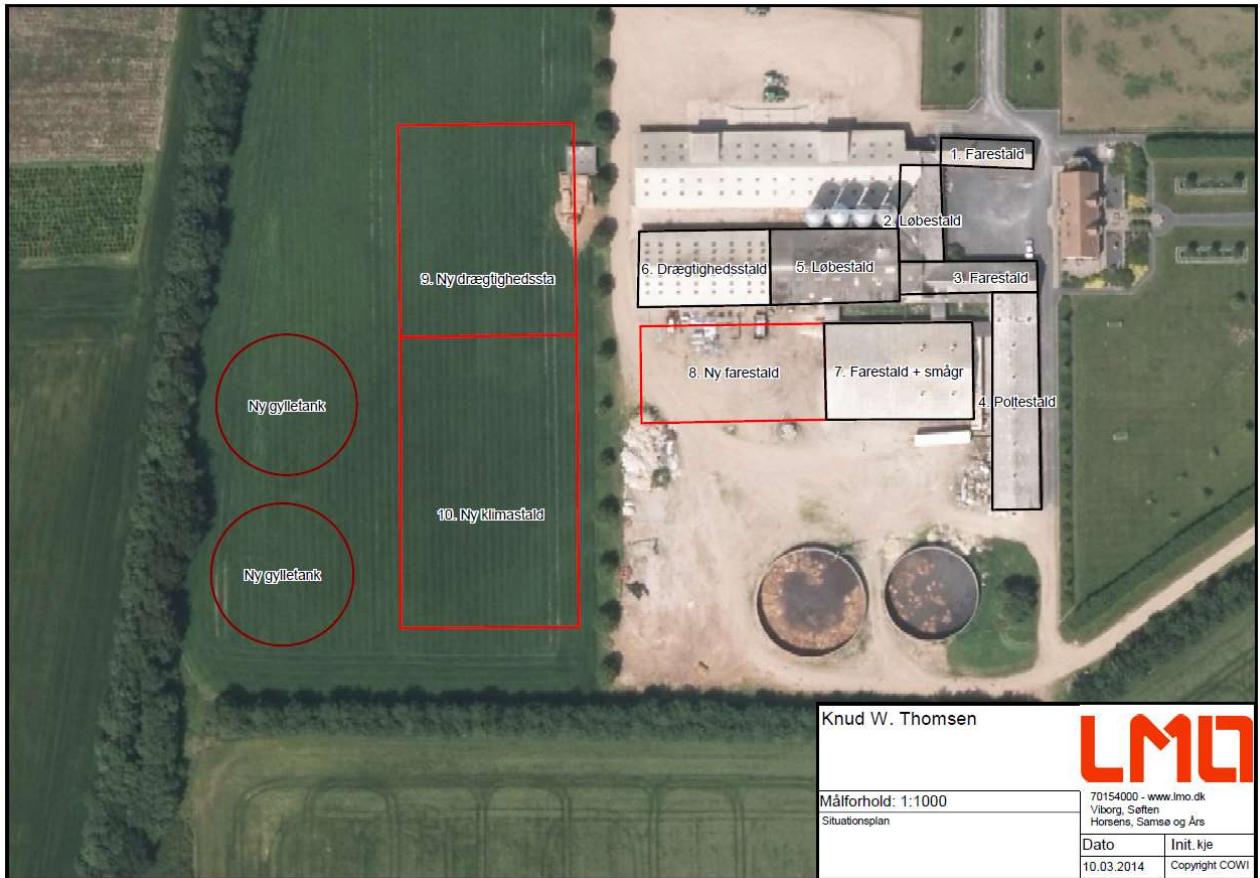 1. Farestald
2. Løbestald
6. Drægtighedsstald
5. Løbestald
3. Farestald
9. Ny drægtighedssta
8. Ny farestald
7. Farestald + smågr
4. Poltestald
Ny gylletank
10. Ny klimastald
Ny gylletank
Knud W. Thomsen
LMO
Målforhold: 1:1000
Situationsplan
70154000 - www.lmo.dk
Viborg, Søften
Horsens, Samsø og Års
Dato
Init. kje
10.03.2014
Copyright COWI